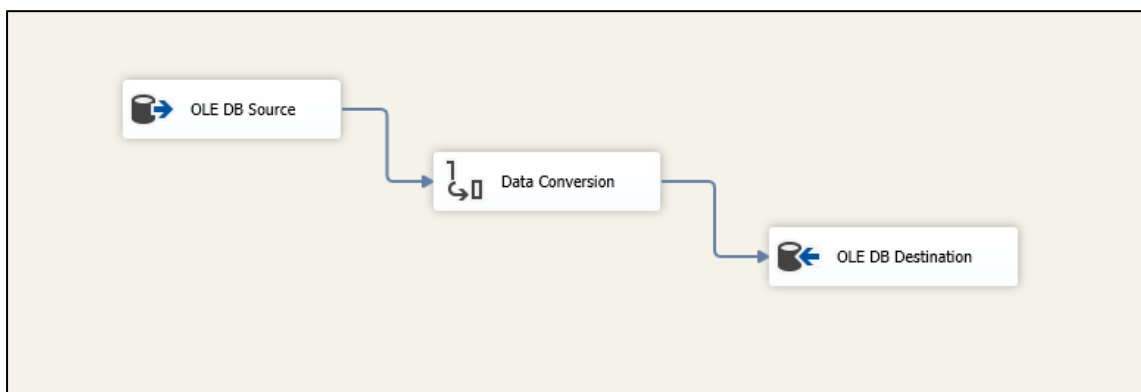 OLE DB Source
Data Conversion
OLE DB Destination